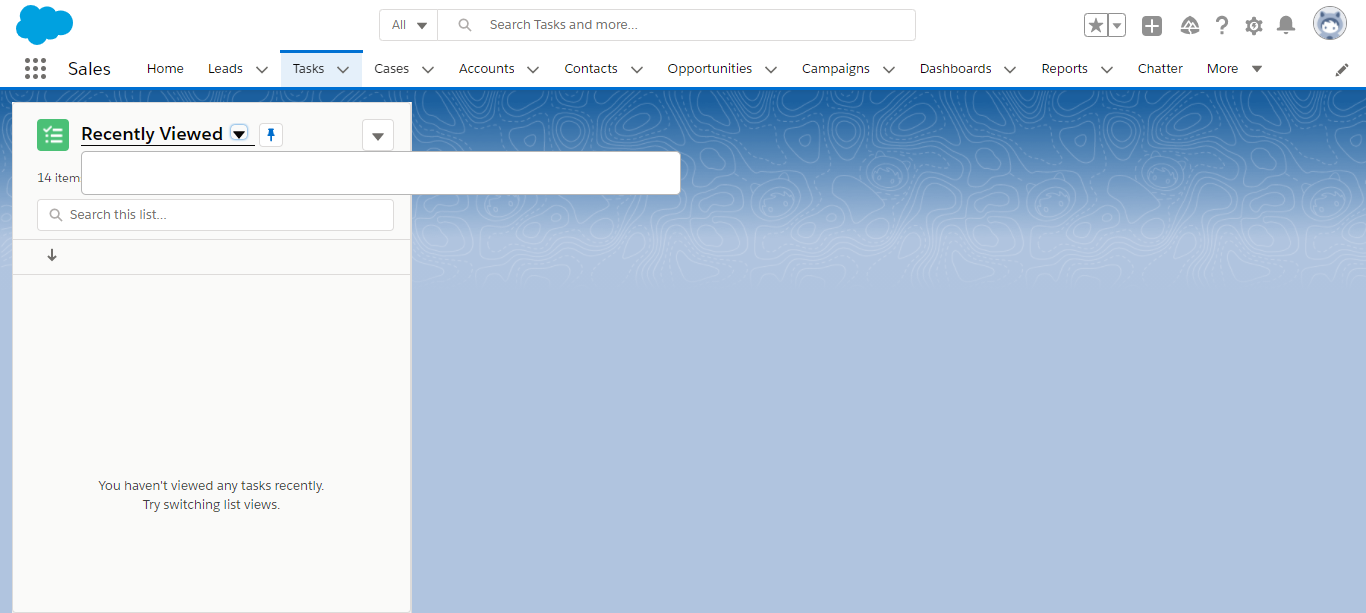 All
Search Tasks and more...
Sales
Home
Leads
Tasks
Cases
Accounts
Contacts
Opportunities
Campaigns
Dashboards
Reports
Chatter
More
Recently Viewed
14 item
Search this list...
You haven't viewed any tasks recently.
Try switching list views.